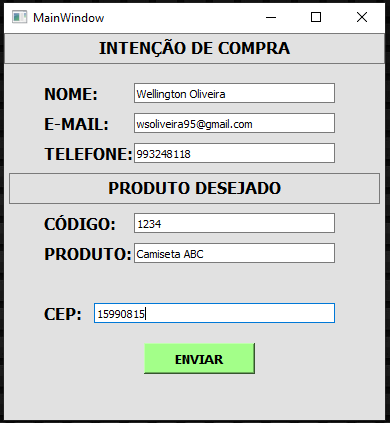 MainWindow
INTENÇÃO DE COMPRA
NOME: Wellington Oliveira
E-MAIL: wsoliveira95@gmail.com
TELEFONE: 993248118
PRODUTO DESEJADO
CÓDIGO: 1234
PRODUTO: Camiseta ABC
CEP: 15990815
ENVIAR